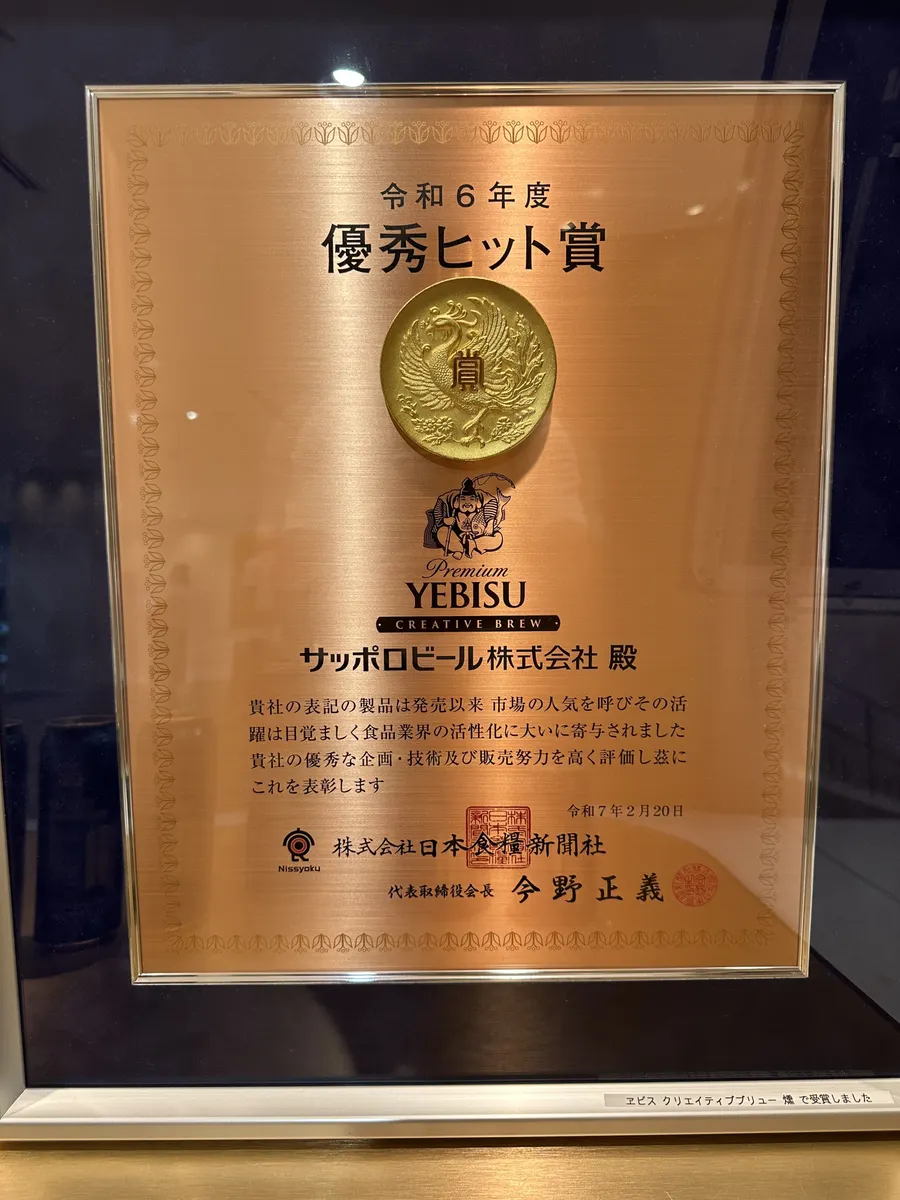 令和6年度
優秀ヒット賞
賞
Premium
YEBISU
CREATIVE BREW
サッポロビール株式会社 殿
貴社の表記の製品は発売以来 市場の人気を呼びその活
躍は目覚ましく食品業界の活性化に大いに寄与されました
貴社の優秀な企画・技術及び販売努力を高く評価し茲に
これを表彰します
令和7年2月20日
Nissyoku
株式会社日本食糧新聞社
代表取締役会長 今野正義
ヱビス クリエイティブブリュー 燻 で受賞しました